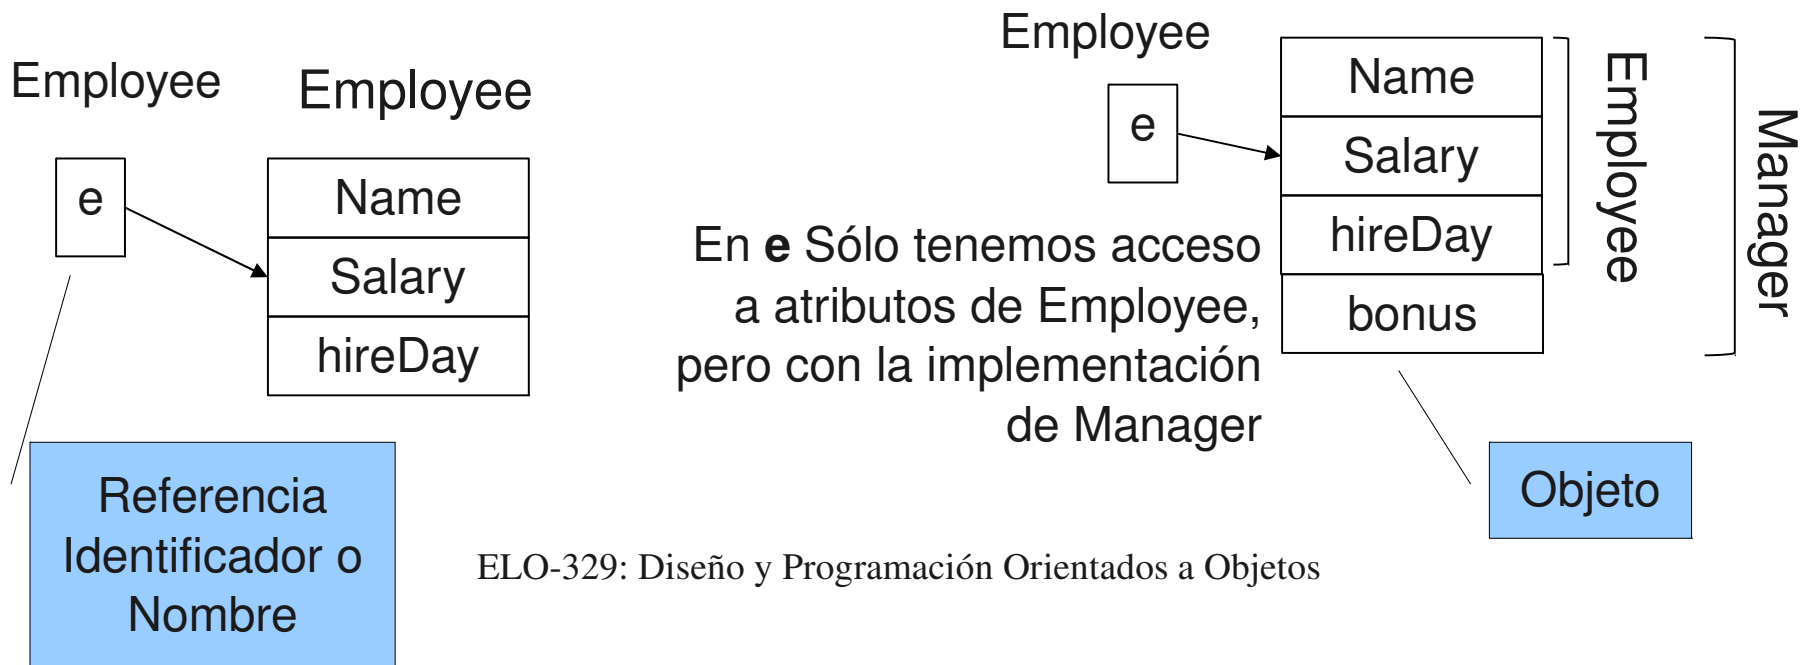 Employee
Employee
e
Name
Salary
hireDay
Referencia
Identificador o
Nombre
Employee
e
Name
Salary
hireDay
bonus
Employee
Manager
En e Sólo tenemos acceso
a atributos de Employee,
pero con la implementación
de Manager
Objeto
ELO-329: Diseño y Programación Orientados a Objetos